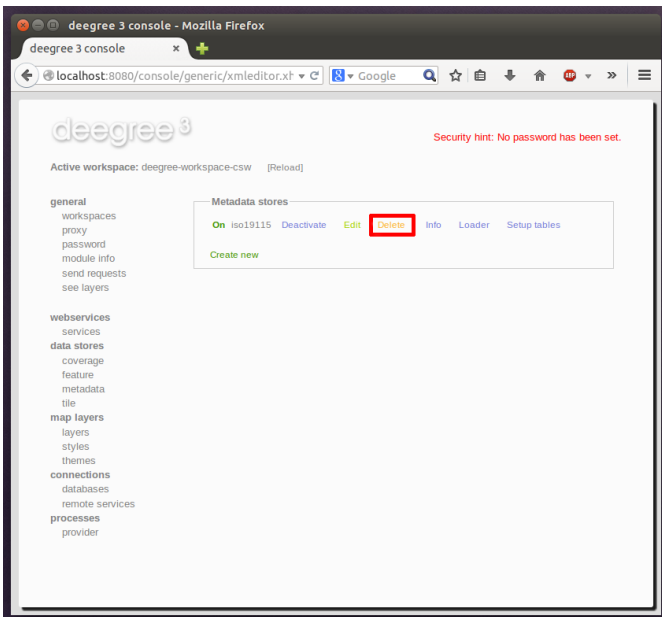 deegree 3 console - Mozilla Firefox
deegree 3 console ×
localhost:8080/console/generic/xmleditor.xh Google
ABP
deegree 3
Security hint: No password has been set.
Active workspace: deegree-workspace-csw [Reload]
general
workspaces
proxy
password
module info
send requests
see layers
webservices
services
data stores
coverage
feature
metadata
tile
map layers
layers
styles
themes
connections
databases
remote services
processes
provider
Metadata stores
On iso19115 Deactivate Edit Delete Info Loader Setup tables
Create new